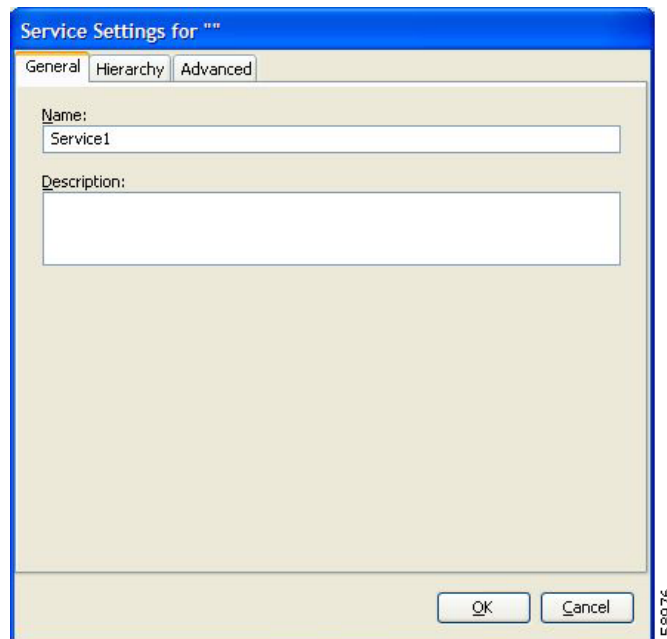 Service Settings for ""
General Hierarchy Advanced
Name:
Service1
Description:
OK Cancel